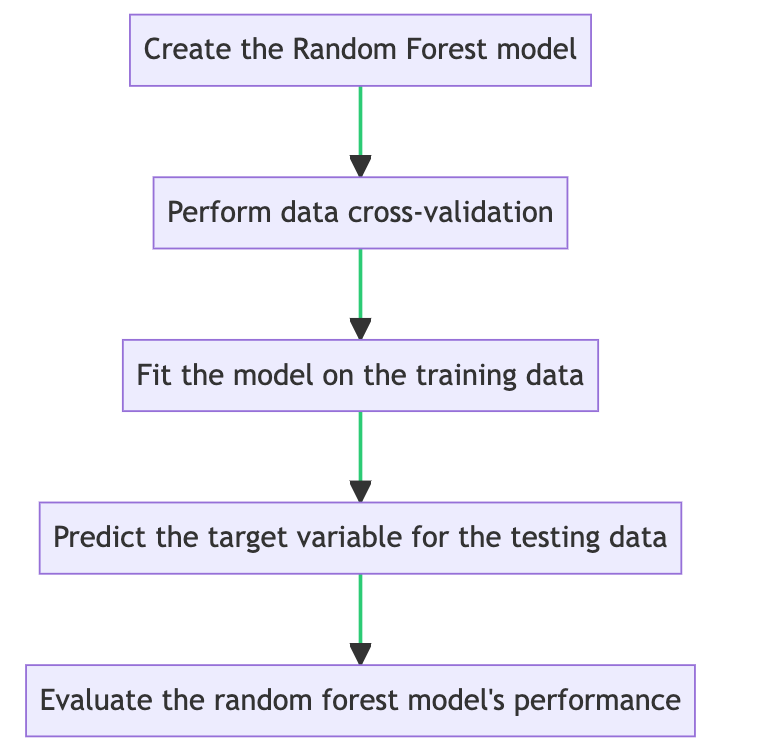 Create the Random Forest model
Perform data cross-validation
Fit the model on the training data
Predict the target variable for the testing data
Evaluate the random forest model's performance